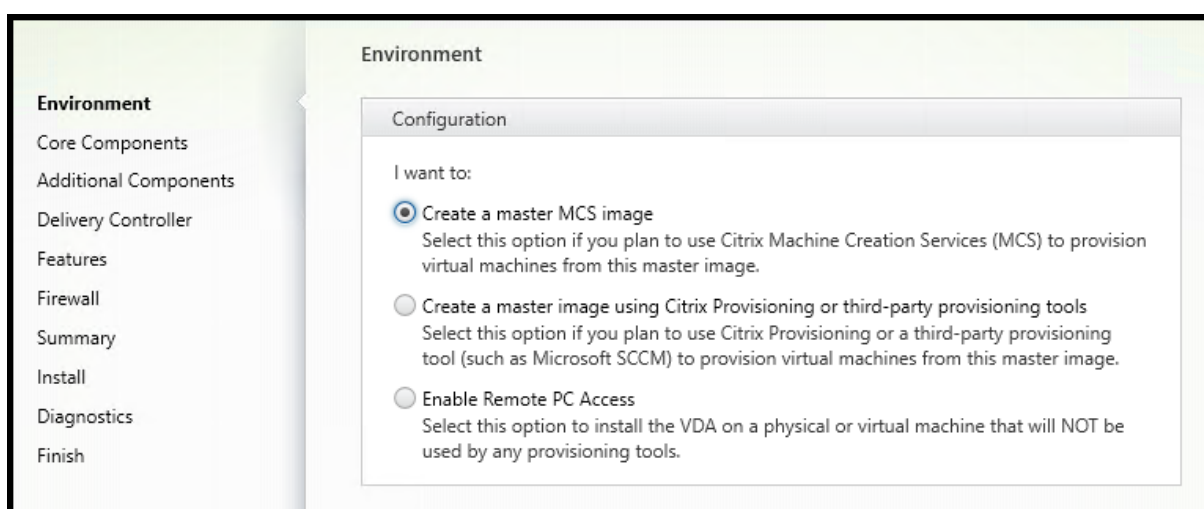 Environment
Core Components
Additional Components
Delivery Controller
Features
Firewall
Summary
Install
Diagnostics
Finish
Environment
Configuration
I want to:
Create a master MCS image
Select this option if you plan to use Citrix Machine Creation Services (MCS) to provision
virtual machines from this master image.
Create a master image using Citrix Provisioning or third-party provisioning tools
Select this option if you plan to use Citrix Provisioning or a third-party provisioning
tool (such as Microsoft SCCM) to provision virtual machines from this master image.
Enable Remote PC Access
Select this option to install the VDA on a physical or virtual machine that will NOT be
used by any provisioning tools.